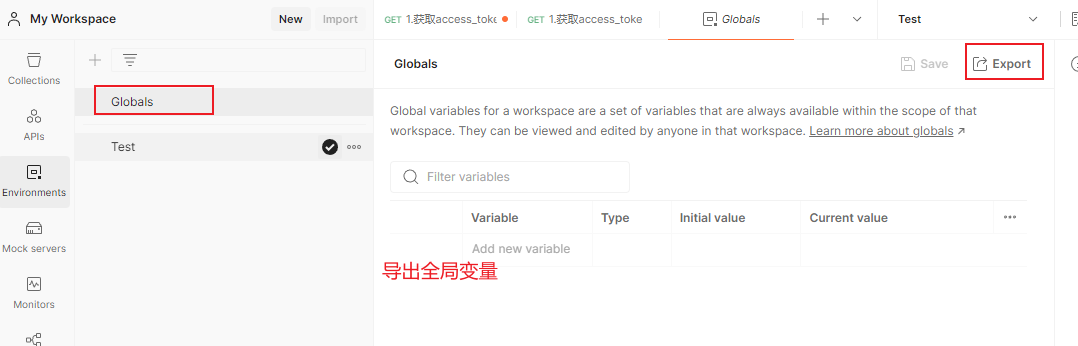 My Workspace
New
Import
GET 1.获取access_toke
GET 1.获取access_toke
Globals
Test
Collections
APIs
Environments
Mock servers
Monitors
Globals
Test
Globals
Save
Export
Global variables for a workspace are a set of variables that are always available within the scope of that
workspace. They can be viewed and edited by anyone in that workspace. Learn more about globals
Filter variables
Variable Type Initial value Current value
Add new variable
导出全局变量